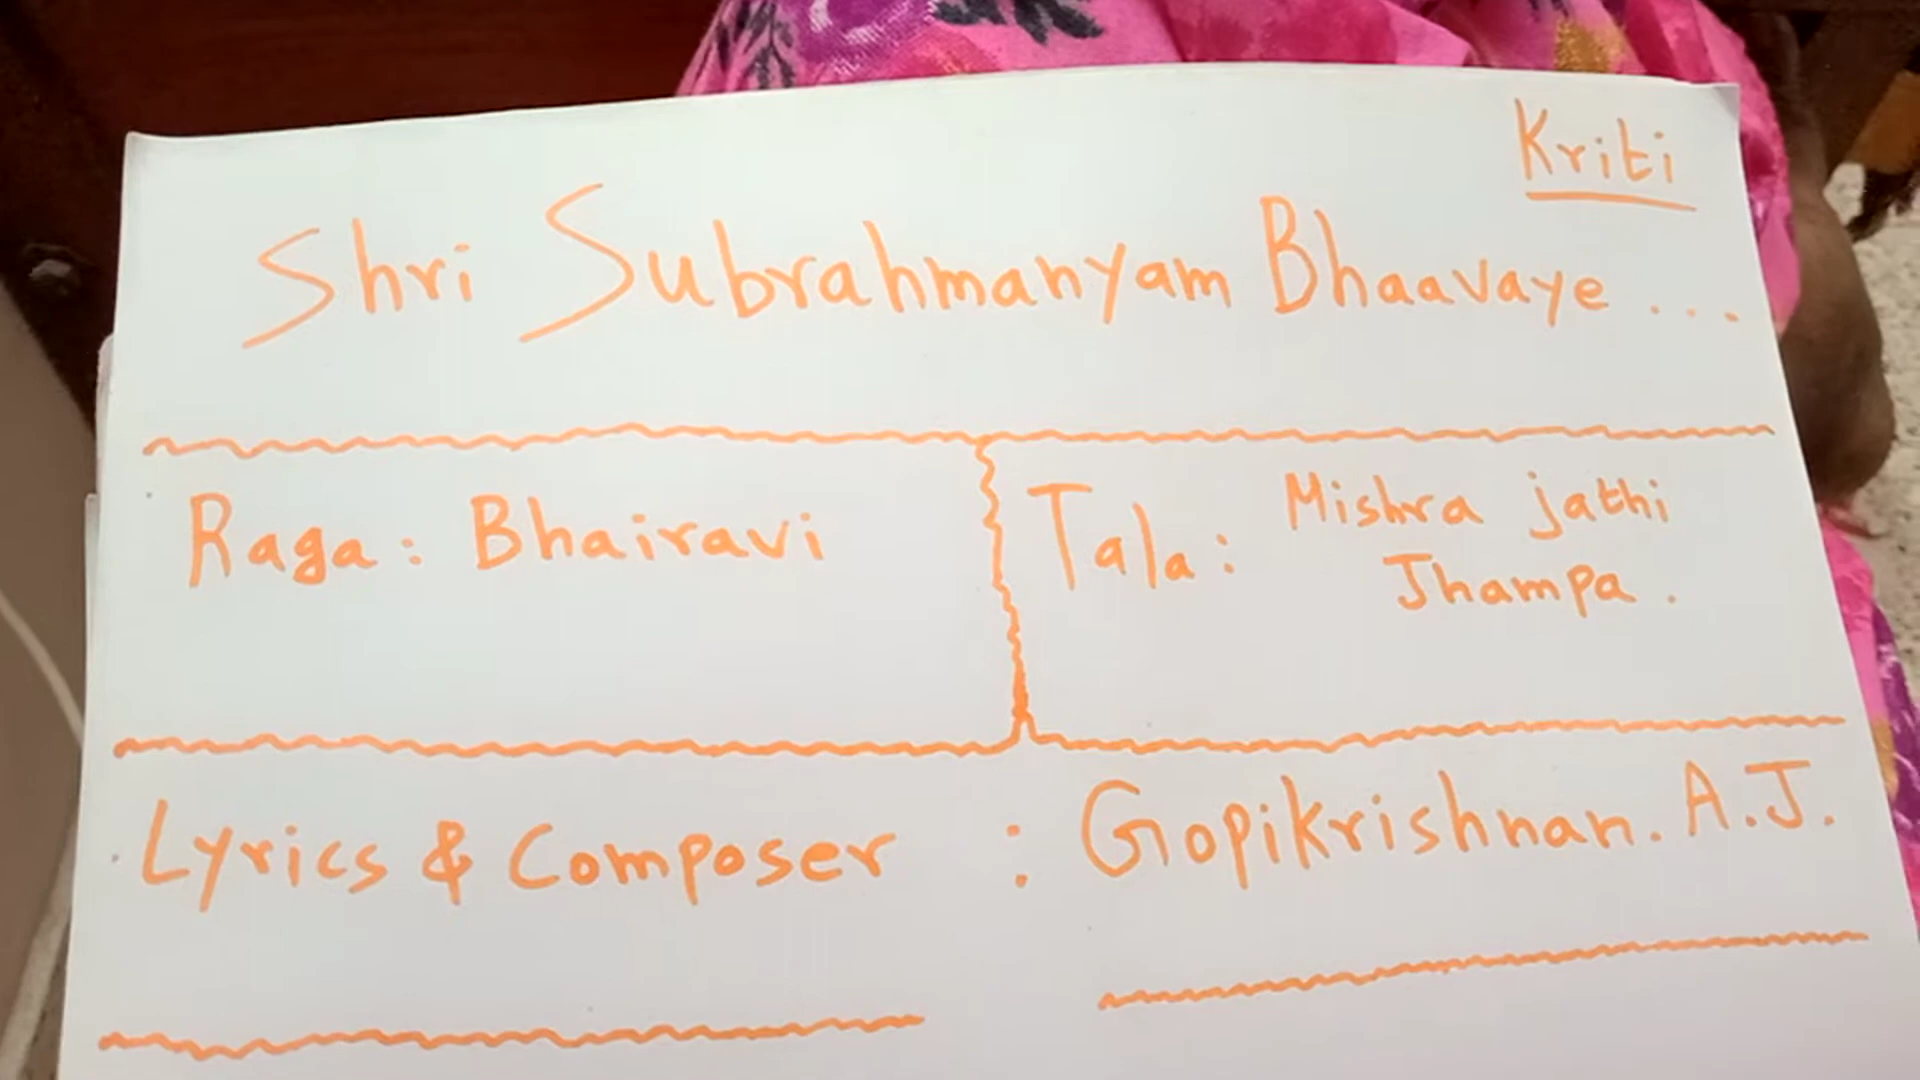 Kriti
Shri Subrahmanyam Bhaavaye ...
Raga: Bhairavi
Tala: Mishra jathi
Jhampa.
Lyrics & Composer : Gopikrishnan. A.J.